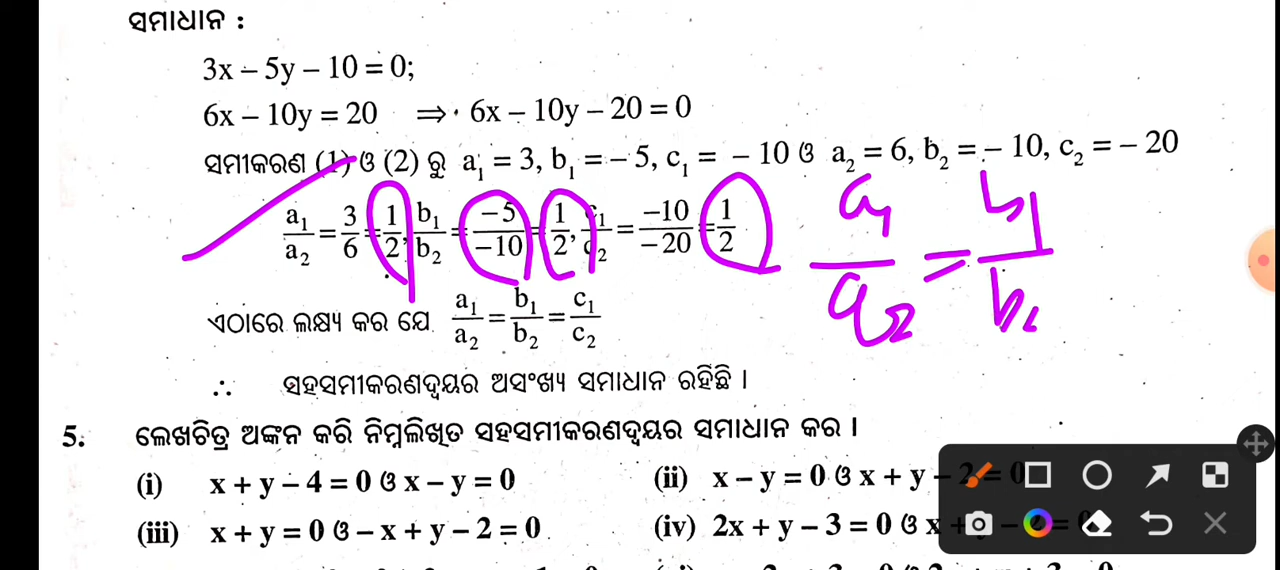 ସମାଧାନ :
3x – 5y – 10 = 0;
6x – 10y = 20 ⇒ 6x – 10y – 20 = 0
ସମୀକରଣ (1) ଓ (2) ରୁ a₁ = 3, b₁ = – 5, c₁ = – 10 ଓ a₂ = 6, b₂ = – 10, c₂ = – 20
a₁/a₂ = 3/6 = 1/2, b₁/b₂ = –5/–10 = 1/2, c₁/c₂ = –10/–20 = 1/2
a₁/a₂ = b₁/b₂
ଏଠାରେ ଲକ୍ଷ୍ୟ କର ଯେ a₁/a₂ = b₁/b₂ = c₁/c₂
∴ ସହସମୀକରଣଦ୍ୱୟର ଅସଂଖ୍ୟ ସମାଧାନ ରହିଛି ।
5. ଲେଖଚିତ୍ର ଅଙ୍କନ କରି ନିମ୍ନଲିଖିତ ସହସମୀକରଣଦ୍ୱୟର ସମାଧାନ କର ।
(i) x + y – 4 = 0 ଓ x – y = 0 (ii) x – y = 0 ଓ x + y – 2 = 0
(iii) x + y = 0 ଓ – x + y – 2 = 0 (iv) 2x + y – 3 = 0 ଓ x +